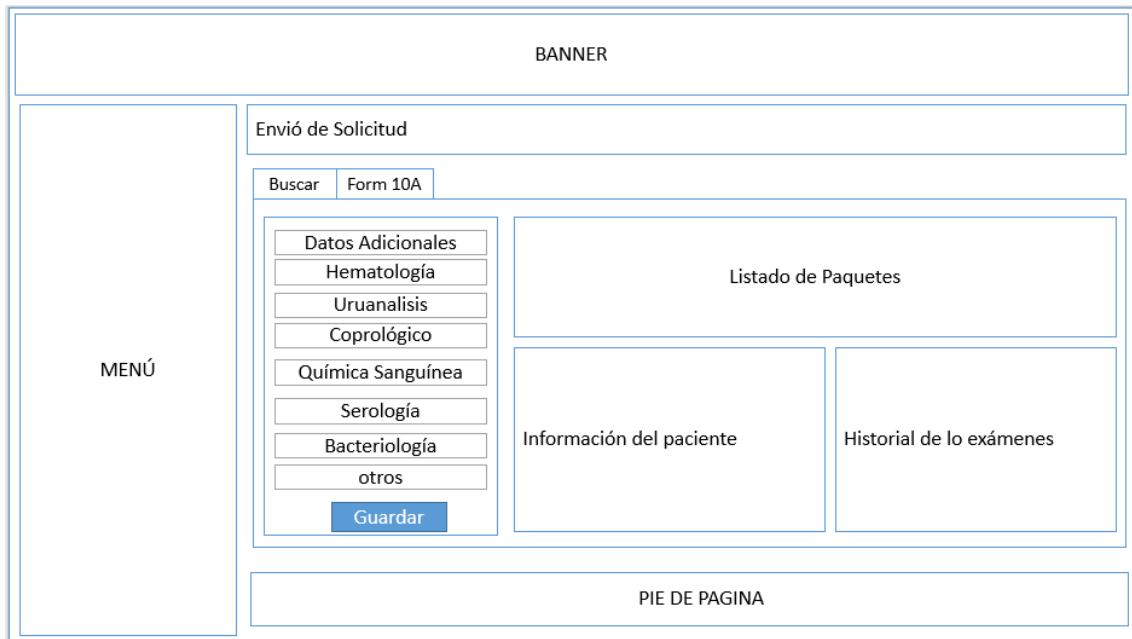 BANNER
MENÚ
Envió de Solicitud
Buscar
Form 10A
Datos Adicionales
Hematología
Uruanalisis
Coprológico
Química Sanguínea
Serología
Bacteriología
otros
Guardar
Listado de Paquetes
Información del paciente
Historial de lo exámenes
PIE DE PAGINA